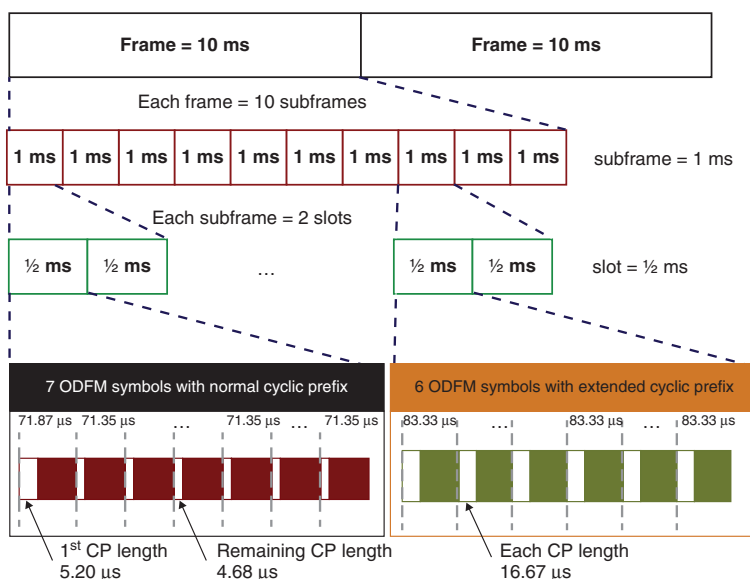 Frame = 10 ms Frame = 10 ms
Each frame = 10 subframes
1 ms 1 ms 1 ms 1 ms 1 ms 1 ms 1 ms 1 ms 1 ms 1 ms subframe = 1 ms
Each subframe = 2 slots
½ ms ½ ms … ½ ms ½ ms slot = ½ ms
7 ODFM symbols with normal cyclic prefix 6 ODFM symbols with extended cyclic prefix
71.87 µs 71.35 µs … 71.35 µs … 71.35 µs 83.33 µs … 83.33 µs … 83.33 µs
1st CP length Remaining CP length Each CP length
5.20 µs 4.68 µs 16.67 µs